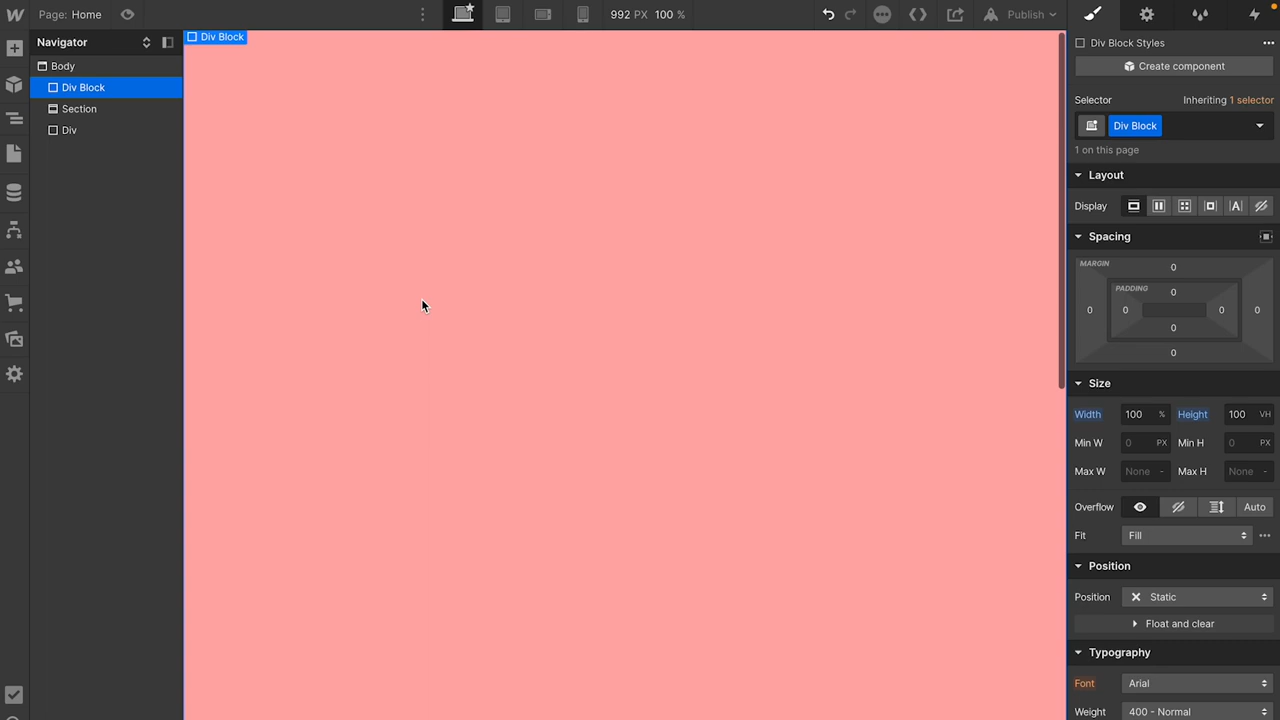 Page: Home 992 PX 100 % Publish
Navigator
Body
Div Block
Section
Div
Div Block
Div Block Styles
Create component
Selector Inheriting 1 selector
Div Block
1 on this page
Layout
Display
Spacing
MARGIN
0
PADDING
0
0 0 0 0
0
0
Size
Width 100 % Height 100 VH
Min W 0 PX Min H 0 PX
Max W None - Max H None -
Overflow Auto
Fit Fill
Position
Position Static
Float and clear
Typography
Font Arial
Weight 400 - Normal